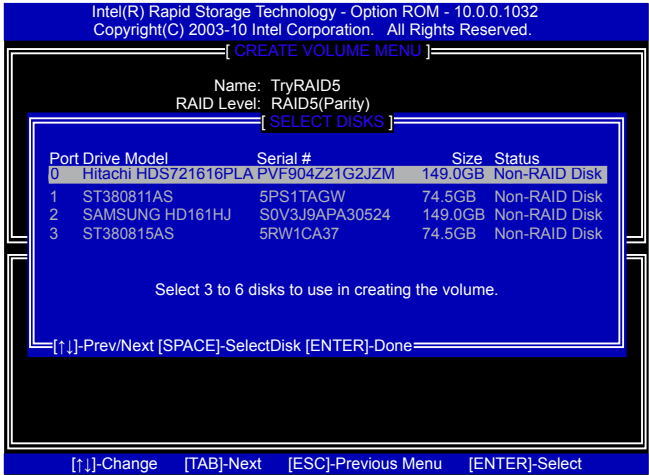 Intel(R) Rapid Storage Technology - Option ROM - 10.0.0.1032
Copyright(C) 2003-10 Intel Corporation. All Rights Reserved.
[ CREATE VOLUME MENU ]
Name: TryRAID5
RAID Level: RAID5(Parity)
[ SELECT DISKS ]
Port Drive Model Serial # Size Status
0 Hitachi HDS721616PLA PVF904Z21G2JZM 149.0GB Non-RAID Disk
1 ST380811AS 5PS1TAGW 74.5GB Non-RAID Disk
2 SAMSUNG HD161HJ S0V3J9APA30524 149.0GB Non-RAID Disk
3 ST380815AS 5RW1CA37 74.5GB Non-RAID Disk
Select 3 to 6 disks to use in creating the volume.
[↑↓]-Prev/Next [SPACE]-SelectDisk [ENTER]-Done
[↑↓]-Change [TAB]-Next [ESC]-Previous Menu [ENTER]-Select